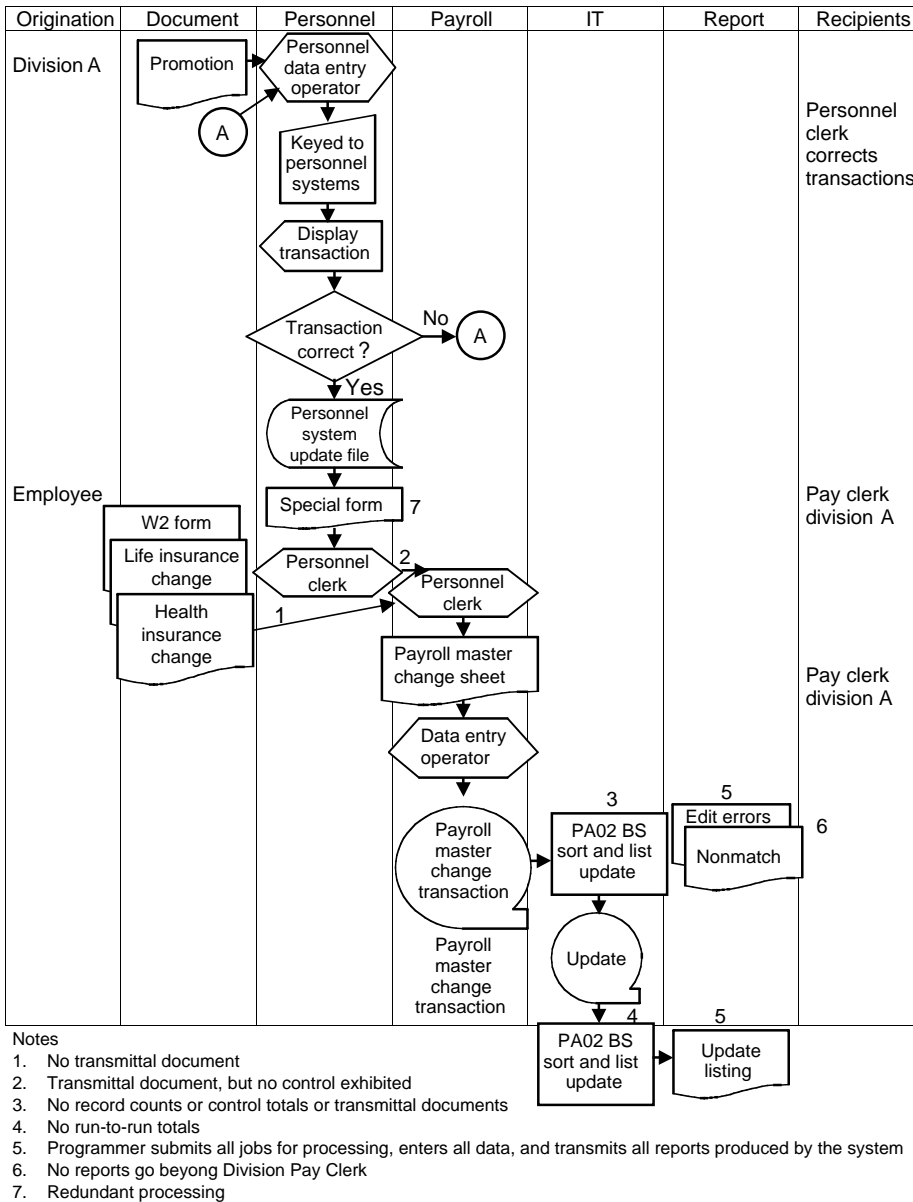 Origination Document Personnel Payroll IT Report Recipients
Division A
Promotion
Personnel
data entry
operator
A
Keyed to
personnel
systems
Personnel
clerk
corrects
transactions
Display
transaction
Transaction
correct ?
No
A
Yes
Personnel
system
update file
Employee
Special form
7
Pay clerk
division A
W2 form
Life insurance
change
Health
insurance
change
1
Personnel
clerk
2
Personnel
clerk
Payroll master
change sheet
Pay clerk
division A
Data entry
operator
Payroll
master
change
transaction
Payroll
master
change
transaction
3
PA02 BS
sort and list
update
5
Edit errors
Nonmatch
6
Update
4
PA02 BS
sort and list
update
5
Update
listing
Notes
1. No transmittal document
2. Transmittal document, but no control exhibited
3. No record counts or control totals or transmittal documents
4. No run-to-run totals
5. Programmer submits all jobs for processing, enters all data, and transmits all reports produced by the system
6. No reports go beyong Division Pay Clerk
7. Redundant processing